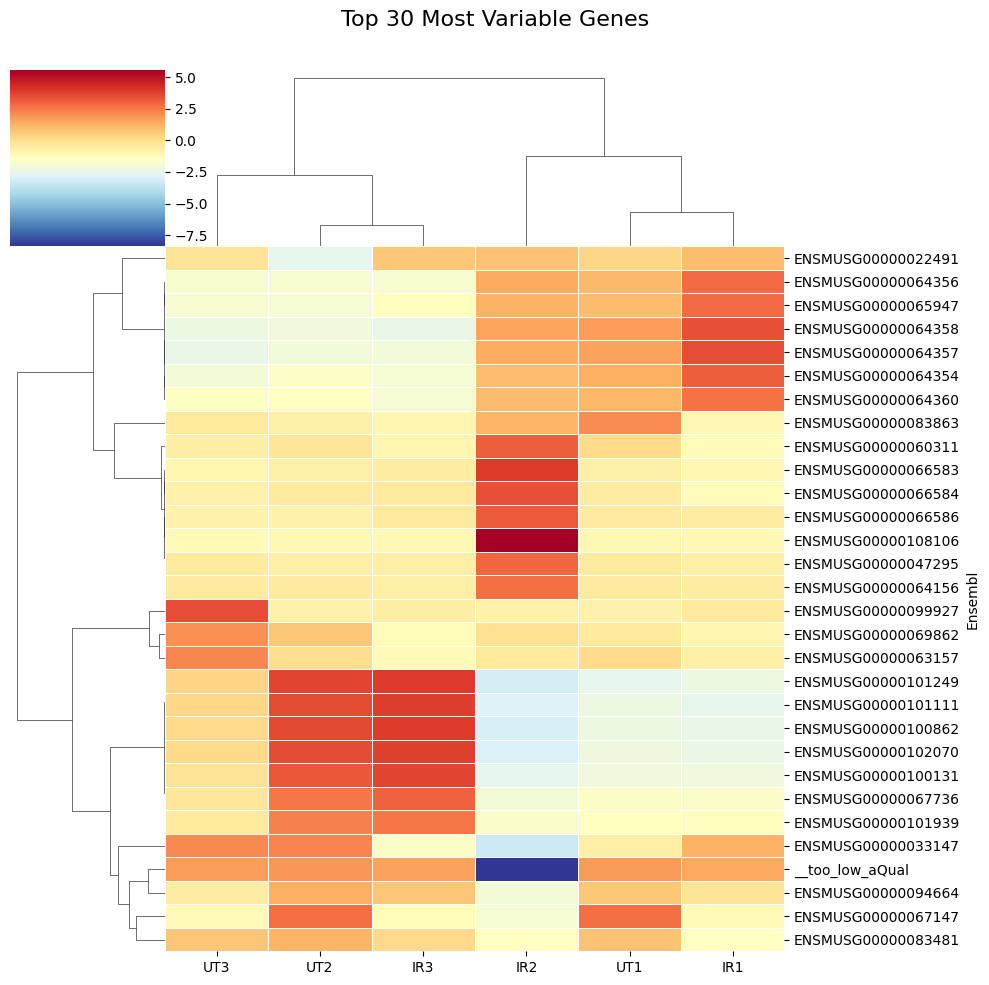 Top 30 Most Variable Genes
5.0
2.5
0.0
−2.5
−5.0
−7.5
ENSMUSG00000022491
ENSMUSG00000064356
ENSMUSG00000065947
ENSMUSG00000064358
ENSMUSG00000064357
ENSMUSG00000064354
ENSMUSG00000064360
ENSMUSG00000083863
ENSMUSG00000060311
ENSMUSG00000066583
ENSMUSG00000066584
ENSMUSG00000066586
ENSMUSG00000108106
ENSMUSG00000047295
ENSMUSG00000064156
ENSMUSG00000099927
ENSMUSG00000069862
ENSMUSG00000063157
ENSMUSG00000101249
ENSMUSG00000101111
ENSMUSG00000100862
ENSMUSG00000102070
ENSMUSG00000100131
ENSMUSG00000067736
ENSMUSG00000101939
ENSMUSG00000033147
__too_low_aQual
ENSMUSG00000094664
ENSMUSG00000067147
ENSMUSG00000083481
Ensembl
UT3 UT2 IR3 IR2 UT1 IR1